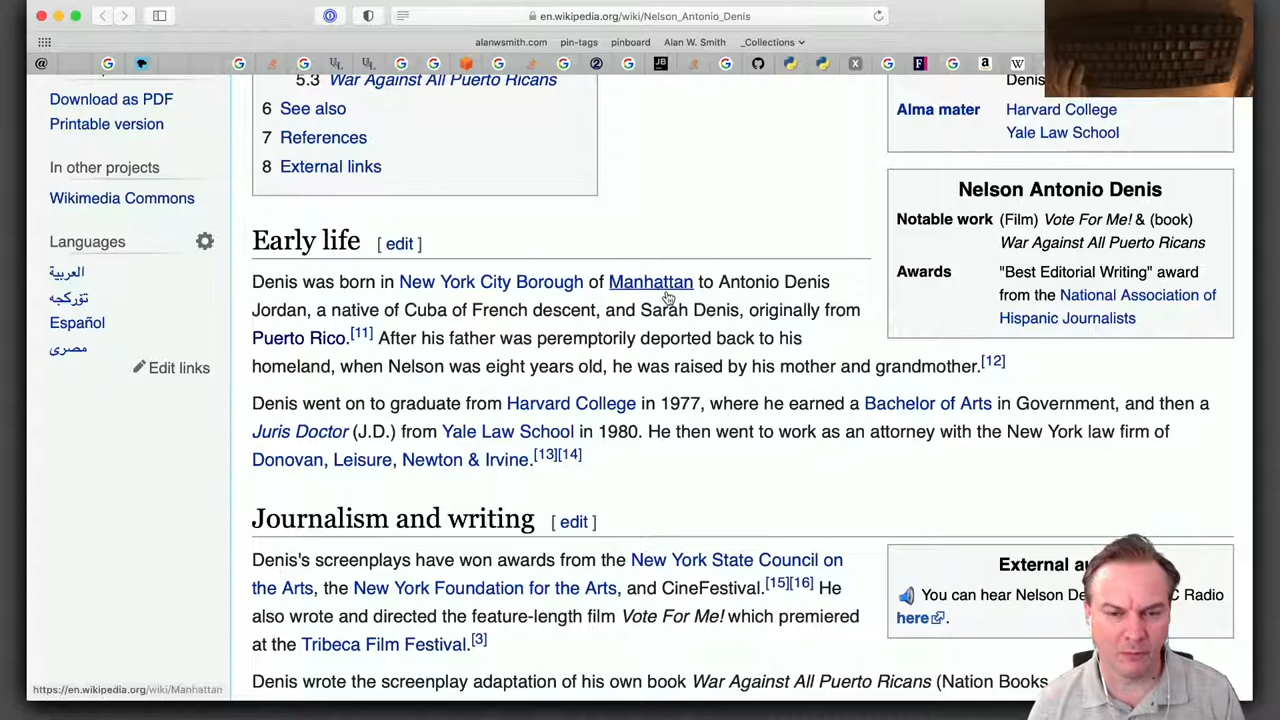 en.wikipedia.org/wiki/Nelson_Antonio_Denis
alanwsmith.com pin-tags pinboard Alan W. Smith _Collections
Download as PDF
Printable version
In other projects
Wikimedia Commons
Languages
العربية
تۆرکجه
Español
مصرى
Edit links
5.3 War Against All Puerto Ricans
6 See also
7 References
8 External links
Early life [ edit ]
Denis was born in New York City Borough of Manhattan to Antonio Denis
Jordan, a native of Cuba of French descent, and Sarah Denis, originally from
Puerto Rico.[11] After his father was peremptorily deported back to his
homeland, when Nelson was eight years old, he was raised by his mother and grandmother.[12]
Denis went on to graduate from Harvard College in 1977, where he earned a Bachelor of Arts in Government, and then a
Juris Doctor (J.D.) from Yale Law School in 1980. He then went to work as an attorney with the New York law firm of
Donovan, Leisure, Newton & Irvine.[13][14]
Journalism and writing [ edit ]
Denis's screenplays have won awards from the New York State Council on
the Arts, the New York Foundation for the Arts, and CineFestival.[15][16] He
also wrote and directed the feature-length film Vote For Me! which premiered
at the Tribeca Film Festival.[3]
Denis wrote the screenplay adaptation of his own book War Against All Puerto Ricans (Nation Books
Denis
Alma mater Harvard College
Yale Law School
Nelson Antonio Denis
Notable work (Film) Vote For Me! & (book)
War Against All Puerto Ricans
Awards "Best Editorial Writing" award
from the National Association of
Hispanic Journalists
External au
You can hear Nelson De C Radio
here.
https://en.wikipedia.org/wiki/Manhattan